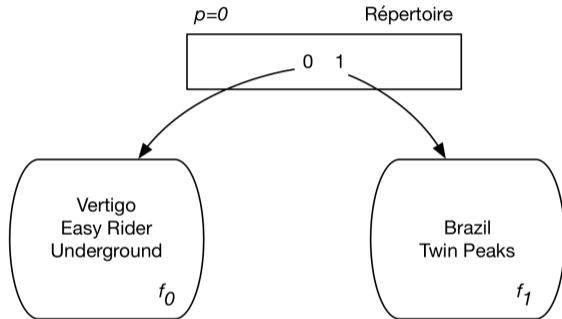 p=0 Répertoire
0 1
Vertigo
Easy Rider
Underground
f0
Brazil
Twin Peaks
f1